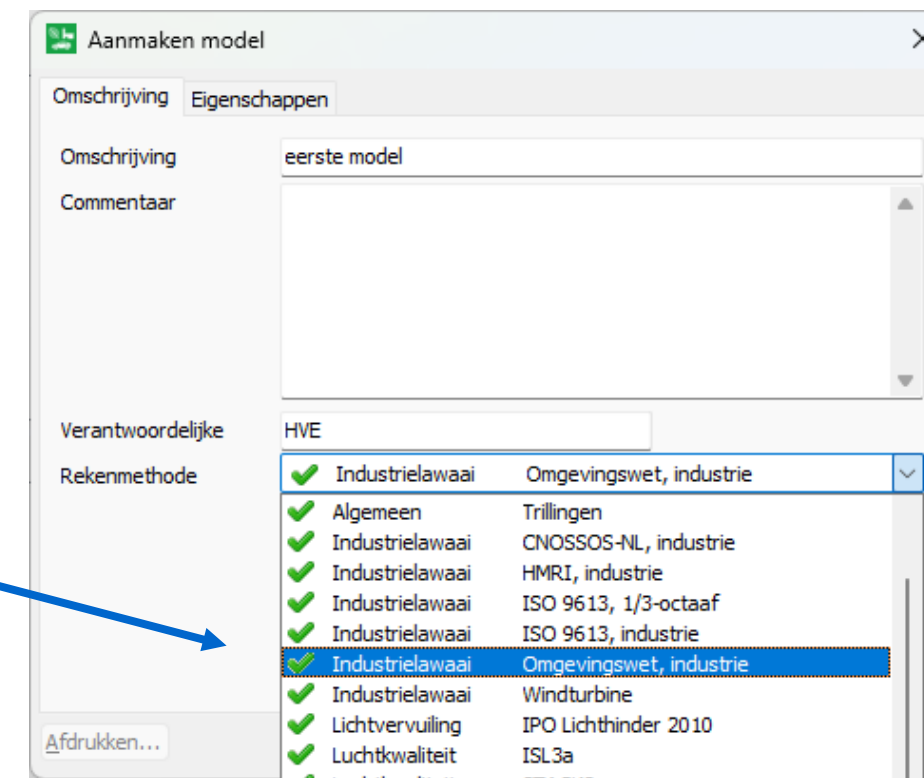 Aanmaken model
Omschrijving Eigenschappen
Omschrijving eerste model
Commentaar
Verantwoordelijke HVE
Rekenmethode Industrielawaai Omgevingswet, industrie
Algemeen Trillingen
Industrielawaai CNOSSOS-NL, industrie
Industrielawaai HMRI, industrie
Industrielawaai ISO 9613, 1/3-octaaf
Industrielawaai ISO 9613, industrie
Industrielawaai Omgevingswet, industrie
Industrielawaai Windturbine
Lichtvervuiling IPO Lichthinder 2010
Afdrukken...
Luchtkwaliteit ISL3a